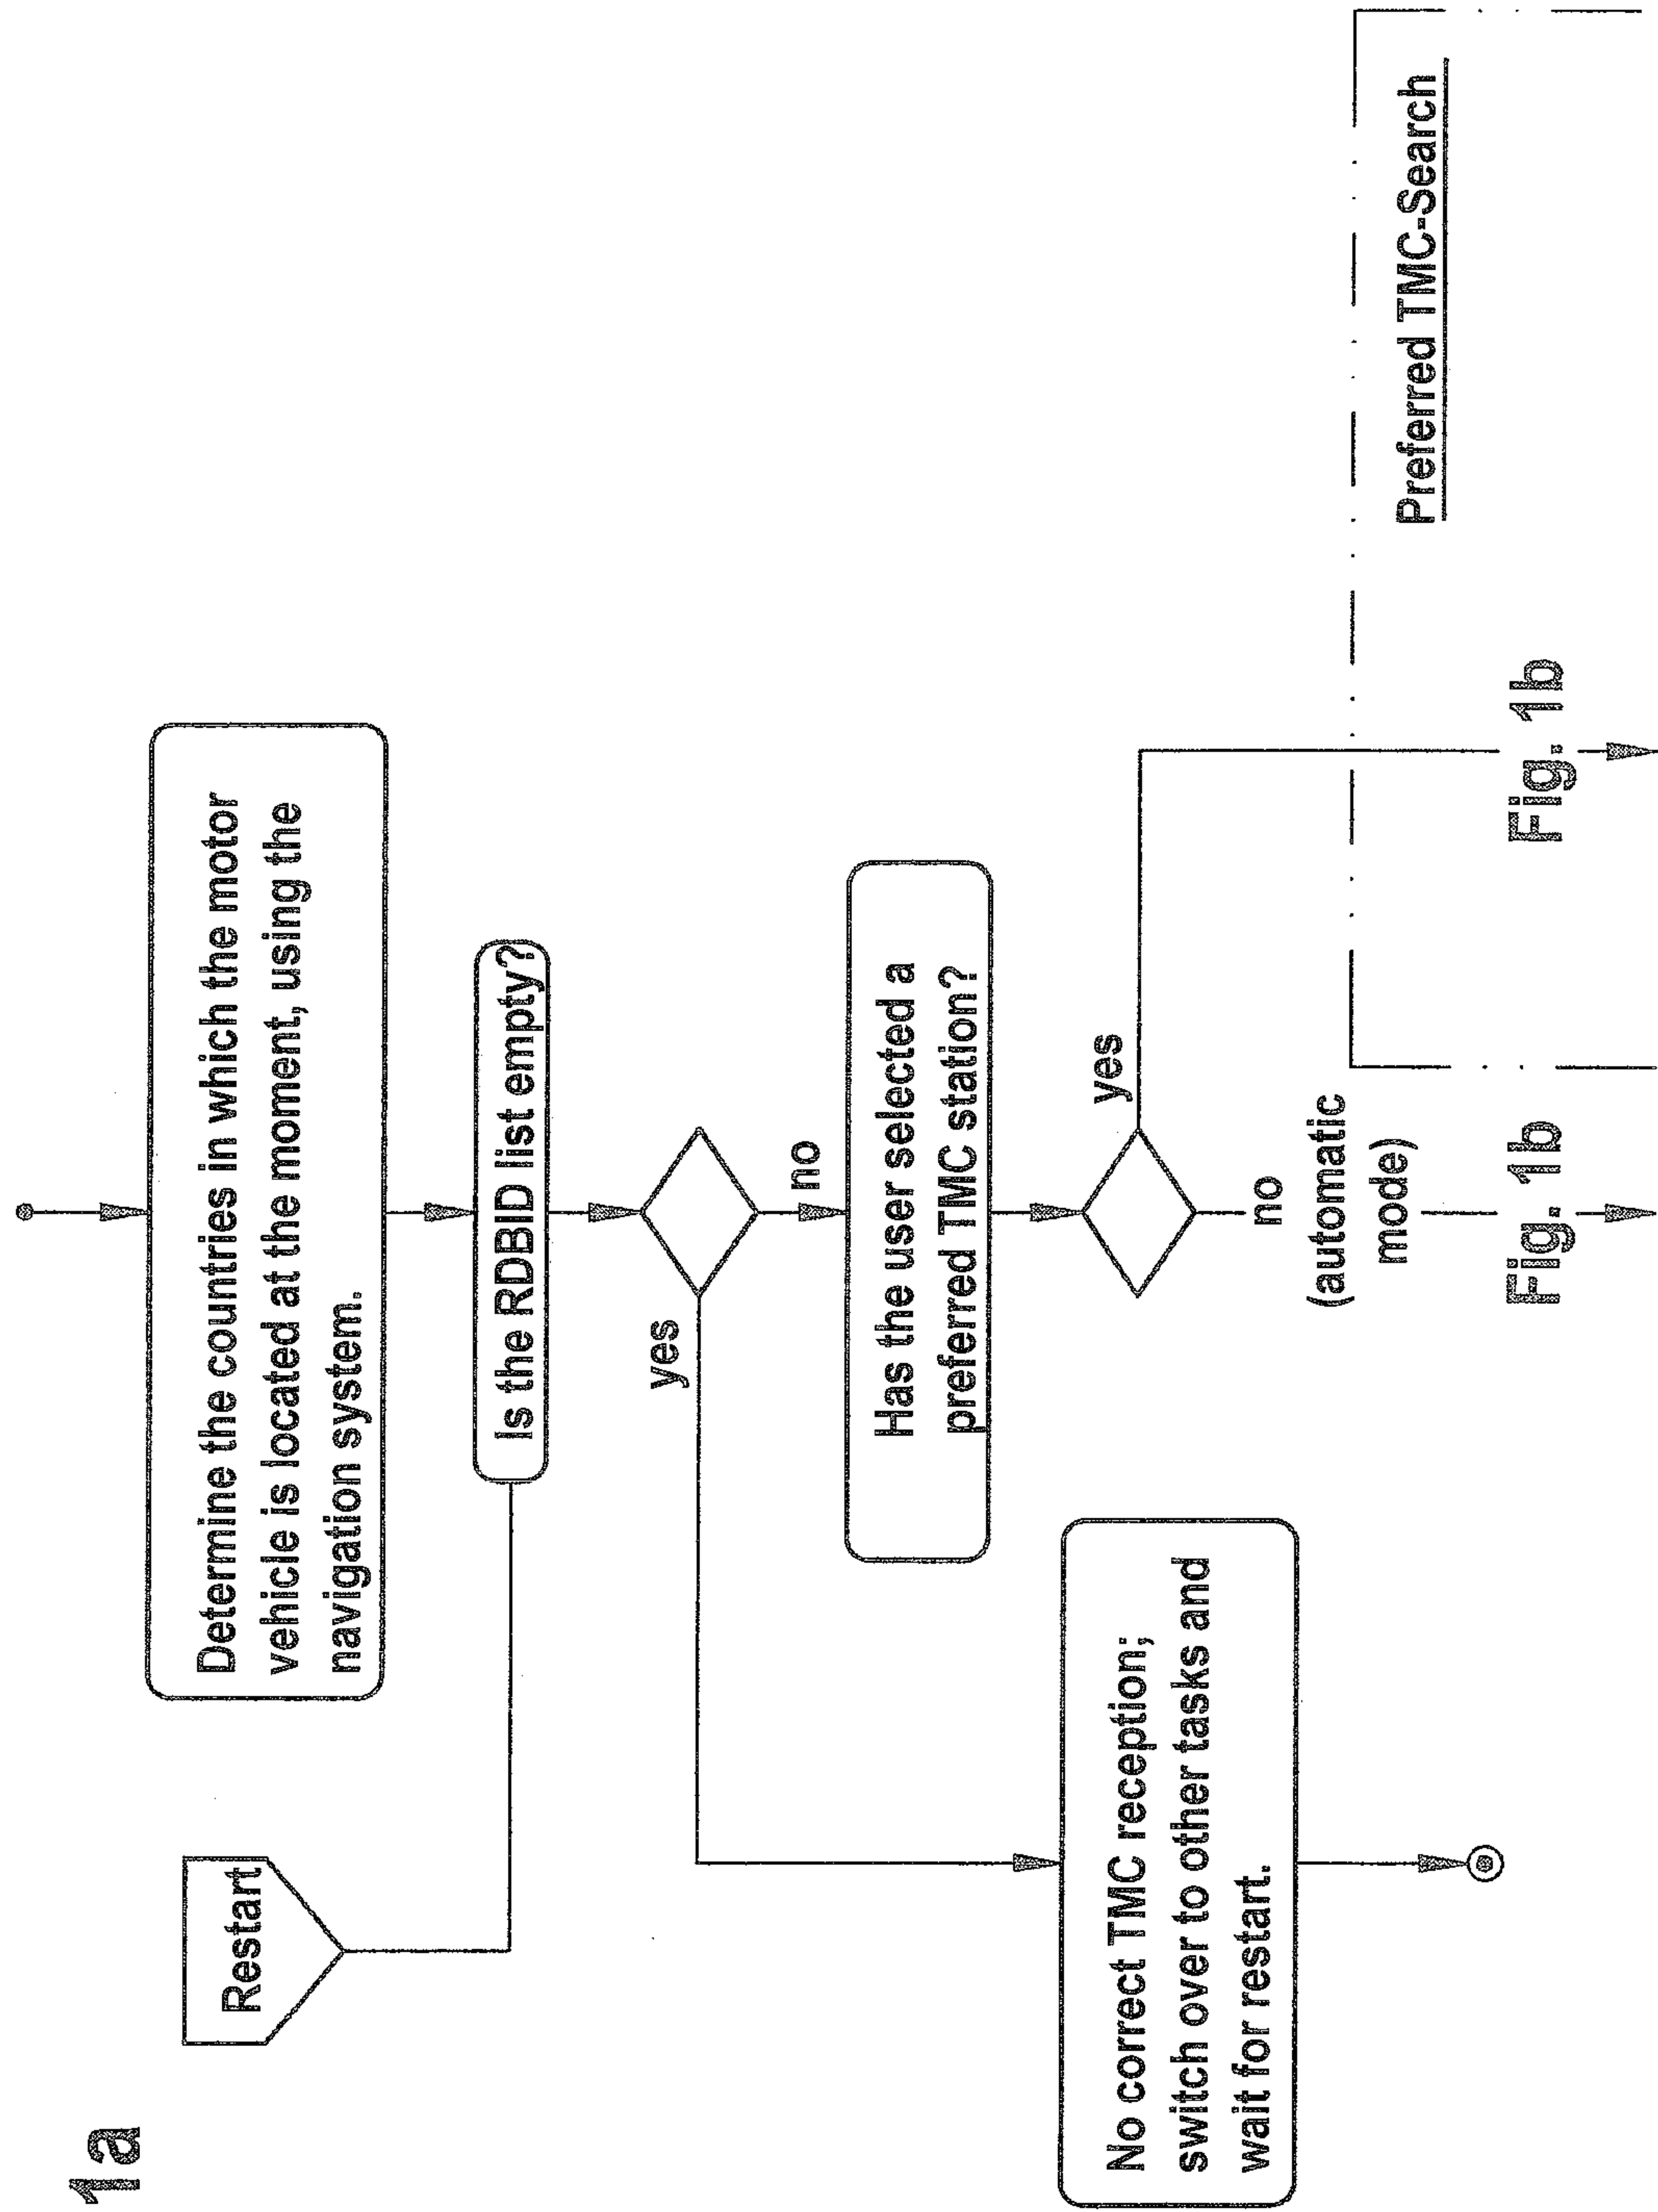 1a
Restart
Determine the countries in which the motor
vehicle is located at the moment, using the
navigation system.
Is the RDBID list empty?
yes
no
No correct TMC reception;
switch over to other tasks and
wait for restart.
Has the user selected a
preferred TMC station?
yes
no
(automatic
mode)
Preferred TMC-Search
Fig. 1b
Fig. 1b